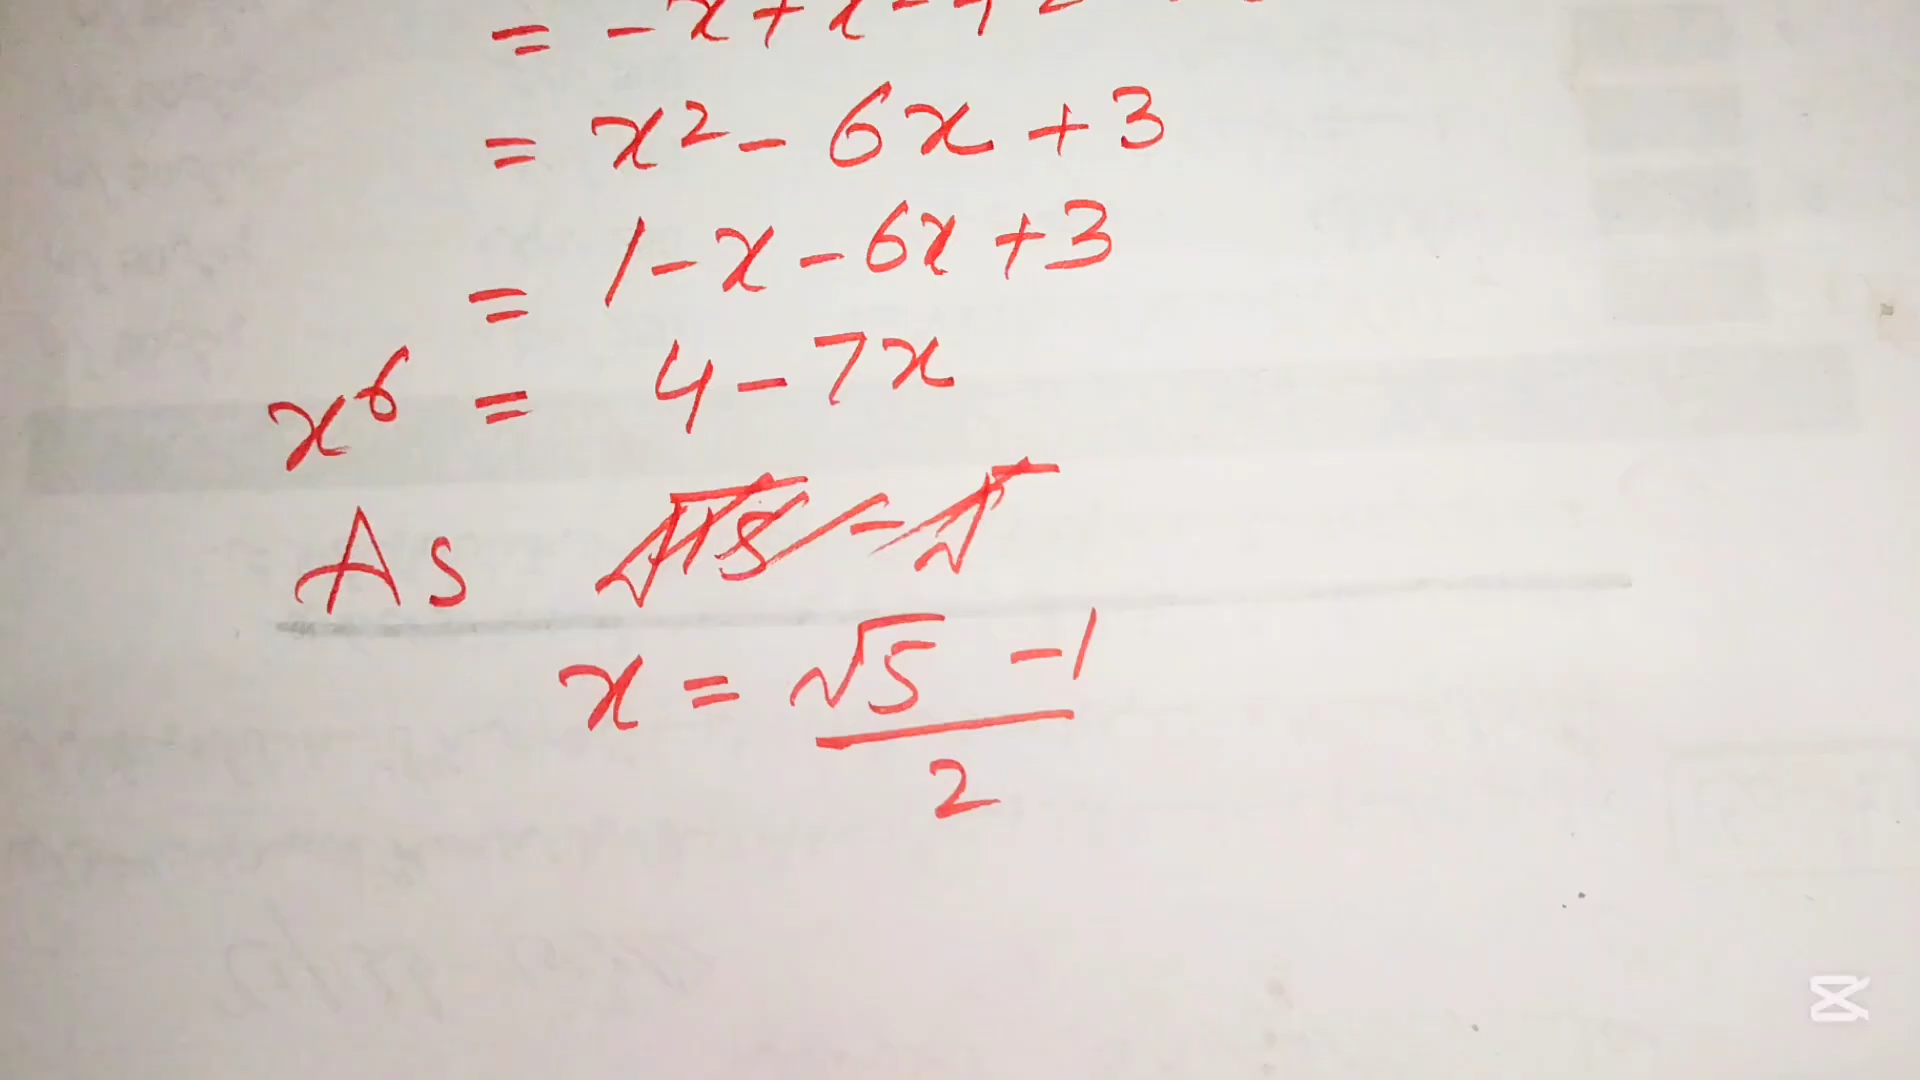 = x² - 6x + 3
= 1 - x - 6x + 3
x⁶ = 4 - 7x
As
x = (√5 - 1)/2